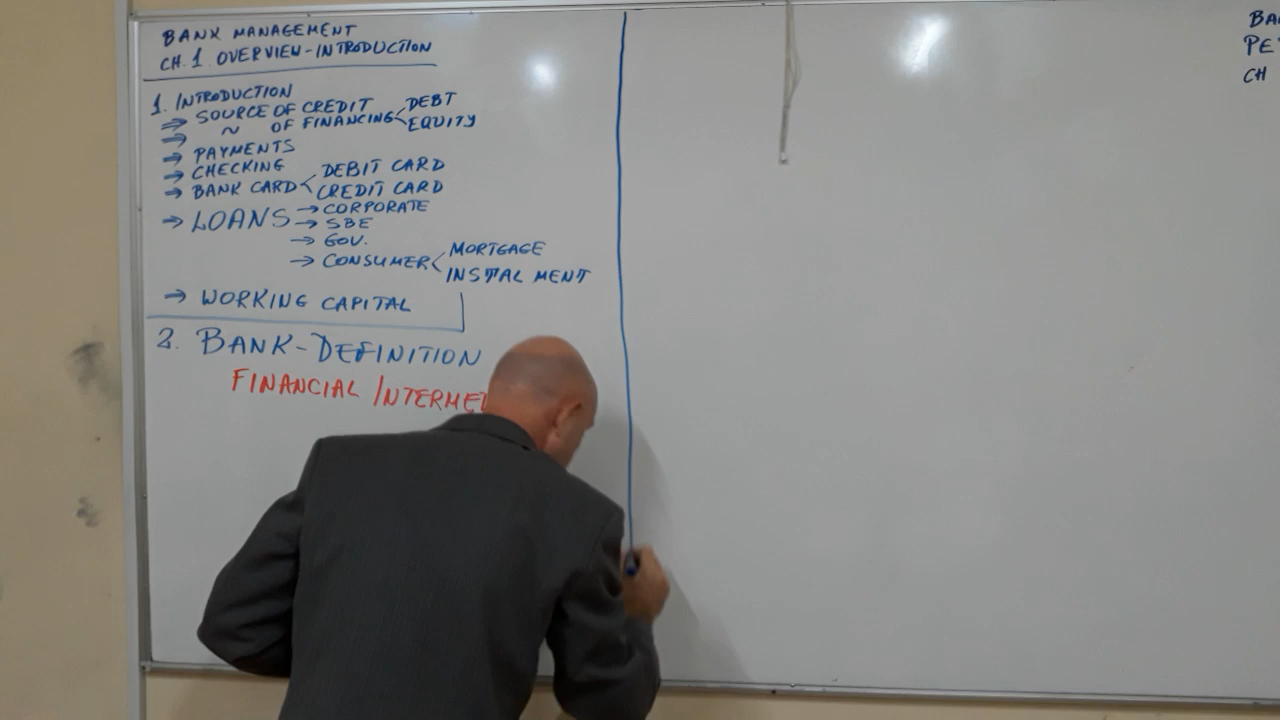 BANK MANAGEMENT
CH. 1 OVERVIEW-INTRODUCTION
1. INTRODUCTION
⇒ SOURCE OF CREDIT
⇒ ~ OF FINANCING < DEBT
EQUITY
⇒ PAYMENTS
⇒ CHECKING
⇒ BANK CARD < DEBIT CARD
CREDIT CARD
⇒ LOANS → CORPORATE
→ SBE
→ GOV.
→ CONSUMER < MORTGAGE
INSTALMENT
⇒ WORKING CAPITAL
2. BANK-DEFINITION
FINANCIAL INTERMED
BA
PE
CH